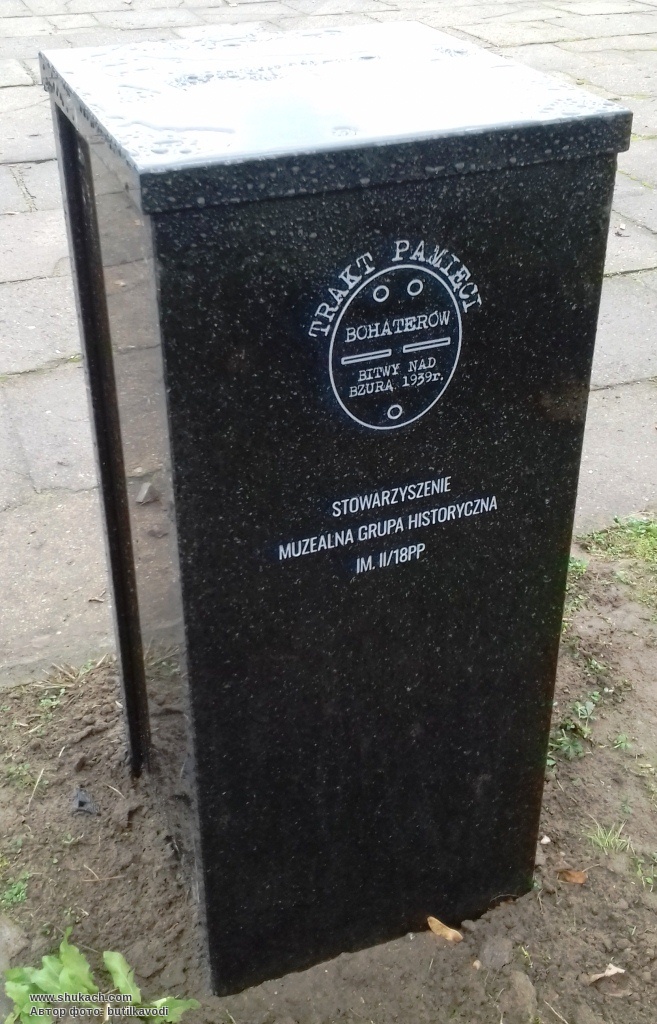 TRAKT PAMIĘCI
BOHATERÓW
BITWY NAD
BZURĄ 1939r.
STOWARZYSZENIE
MUZEALNA GRUPA HISTORYCZNA
IM. II/18PP
www.shukach.com
Автор фото: butilkavodi